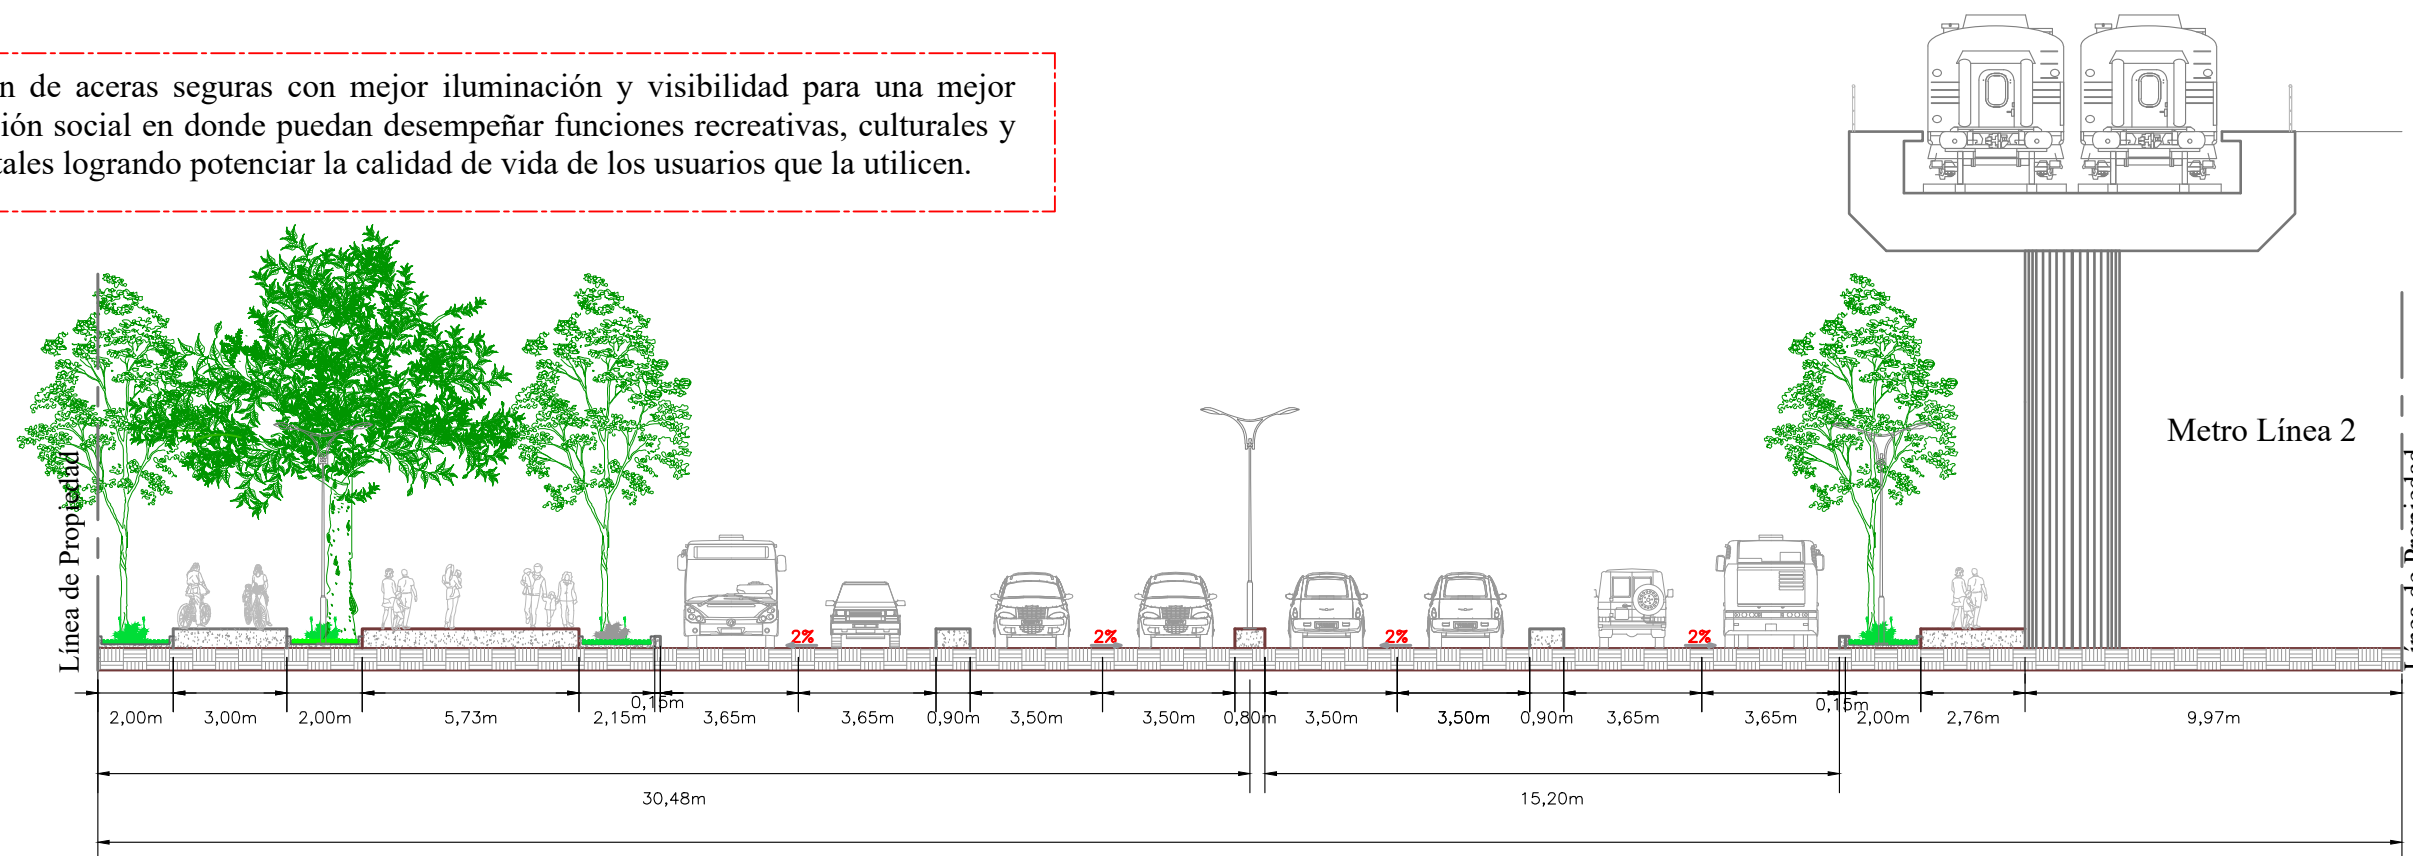 n de aceras seguras con mejor iluminación y visibilidad para una mejor
ión social en donde puedan desempeñar funciones recreativas, culturales y
tales logrando potenciar la calidad de vida de los usuarios que la utilicen.
Metro Línea 2
Línea de Propiedad
Línea de Propiedad
2% 2% 2% 2%
2,00m 3,00m 2,00m 5,73m 2,15m 0,15m 3,65m 3,65m 0,90m 3,50m 3,50m 0,80m 3,50m 3,50m 0,90m 3,65m 3,65m 0,15m 2,00m 2,76m 9,97m
30,48m 15,20m